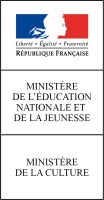 Liberté • Égalité • Fraternité
RÉPUBLIQUE FRANÇAISE
MINISTÈRE
DE L'ÉDUCATION
NATIONALE ET
DE LA JEUNESSE
MINISTÈRE
DE LA CULTURE